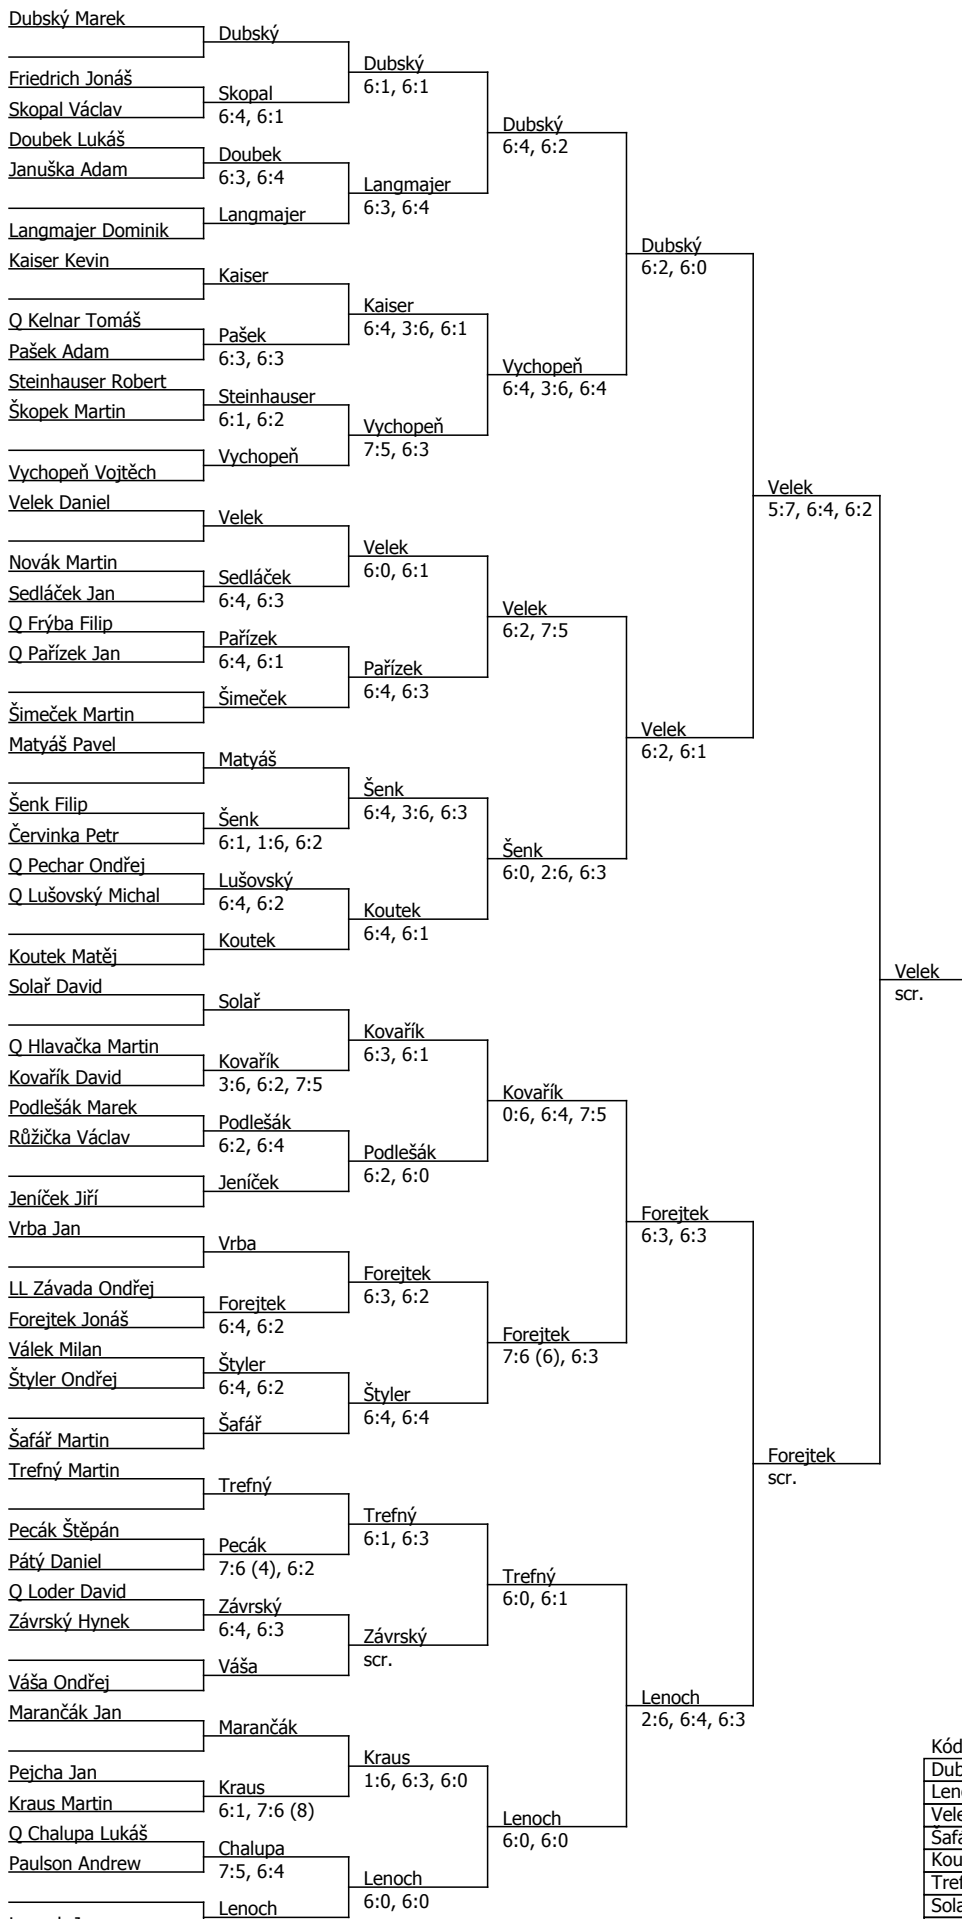 Dubský Marek
Dubský
Dubský
6:1, 6:1
Friedrich Jonáš
Skopal
6:4, 6:1
Skopal Václav
Dubský
6:4, 6:2
Doubek Lukáš
Doubek
6:3, 6:4
Januška Adam
Langmajer
6:3, 6:4
Langmajer
Langmajer Dominik
Dubský
6:2, 6:0
Kaiser Kevin
Kaiser
Kaiser
6:4, 3:6, 6:1
Q Kelnar Tomáš
Pašek
6:3, 6:3
Pašek Adam
Vychopeň
6:4, 3:6, 6:4
Steinhauser Robert
Steinhauser
6:1, 6:2
Škopek Martin
Vychopeň
7:5, 6:3
Vychopeň
Vychopeň Vojtěch
Velek
5:7, 6:4, 6:2
Velek Daniel
Velek
Velek
6:0, 6:1
Novák Martin
Sedláček
6:4, 6:3
Sedláček Jan
Velek
6:2, 7:5
Q Frýba Filip
Pařízek
6:4, 6:1
Q Pařízek Jan
Pařízek
6:4, 6:3
Šimeček
Šimeček Martin
Velek
6:2, 6:1
Matyáš Pavel
Matyáš
Šenk
6:4, 3:6, 6:3
Šenk Filip
Šenk
6:1, 1:6, 6:2
Červinka Petr
Šenk
6:0, 2:6, 6:3
Q Pechar Ondřej
Lušovský
6:4, 6:2
Q Lušovský Michal
Koutek
6:4, 6:1
Koutek
Koutek Matěj
Velek
scr.
Solař David
Solař
Kovařík
6:3, 6:1
Q Hlavačka Martin
Kovařík
3:6, 6:2, 7:5
Kovařík David
Kovařík
0:6, 6:4, 7:5
Podlešák Marek
Podlešák
6:2, 6:4
Růžička Václav
Podlešák
6:2, 6:0
Jeníček
Jeníček Jiří
Forejtek
6:3, 6:3
Vrba Jan
Vrba
Forejtek
6:3, 6:2
LL Závada Ondřej
Forejtek
6:4, 6:2
Forejtek Jonáš
Forejtek
7:6 (6), 6:3
Válek Milan
Štyler
6:4, 6:2
Štyler Ondřej
Štyler
6:4, 6:4
Šafář
Šafář Martin
Forejtek
scr.
Trefný Martin
Trefný
Trefný
6:1, 6:3
Pecák Štěpán
Pecák
7:6 (4), 6:2
Pátý Daniel
Trefný
6:0, 6:1
Q Loder David
Závrský
6:4, 6:3
Závrský Hynek
Závrský
scr.
Váša
Váša Ondřej
Lenoch
2:6, 6:4, 6:3
Marančák Jan
Marančák
Kraus
1:6, 6:3, 6:0
Pejcha Jan
Kraus
6:1, 7:6 (8)
Kraus Martin
Lenoch
6:0, 6:0
Q Chalupa Lukáš
Chalupa
7:5, 6:4
Paulson Andrew
Lenoch
6:0, 6:0
Lenoch
Kód
Dub
Vele
Kou
Tref
Sola